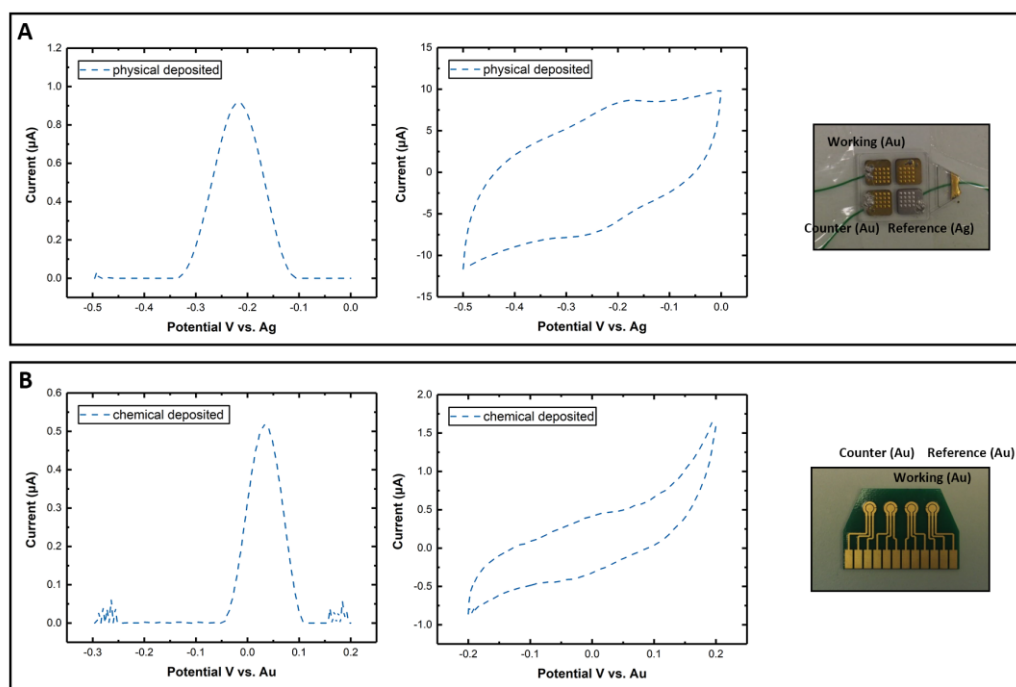 A
physical deposited
1.2
1.0
0.8
0.6
0.4
0.2
0.0
Current (µA)
-0.5
-0.4
-0.3
-0.2
-0.1
0.0
Potential V vs. Ag
physical deposited
15
10
5
0
-5
-10
-15
Current (µA)
-0.5
-0.4
-0.3
-0.2
-0.1
0.0
Potential V vs. Ag
Working (Au)
Counter (Au)
Reference (Ag)
B
chemical deposited
0.6
0.5
0.4
0.3
0.2
0.1
0.0
Current (µA)
-0.3
-0.2
-0.1
0.0
0.1
0.2
Potential V vs. Au
chemical deposited
2.0
1.5
1.0
0.5
0.0
-0.5
-1.0
Current (µA)
-0.2
-0.1
0.0
0.1
0.2
Potential V vs. Au
Counter (Au)
Reference (Au)
Working (Au)